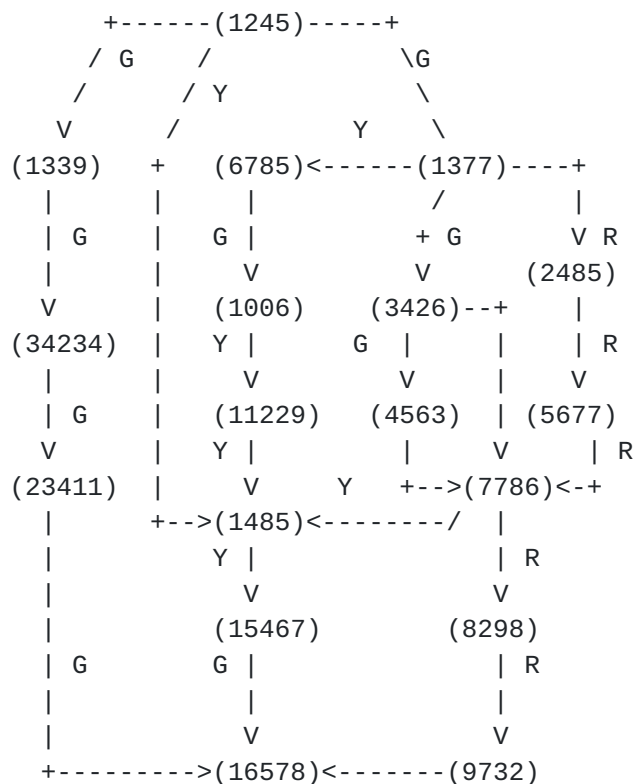 +------(1245)-----+
/ G / \G
/ / Y \
V / Y \
(1339) + (6785)<------(1377)----+
| | | / |
| G | G | + G V R
| | V V (2485)
V | (1006) (3426)--+ |
(34234) | Y | G | | | R
| | V V | V
| G | (11229) (4563) | (5677)
V | Y | | V | R
(23411) | V Y +-->(7786)<-+
| +-->(1485)<--------/ |
| Y | | R
| V V
| (15467) (8298)
| G G | | R
| | |
| V V
+--------->(16578)<-------(9732)